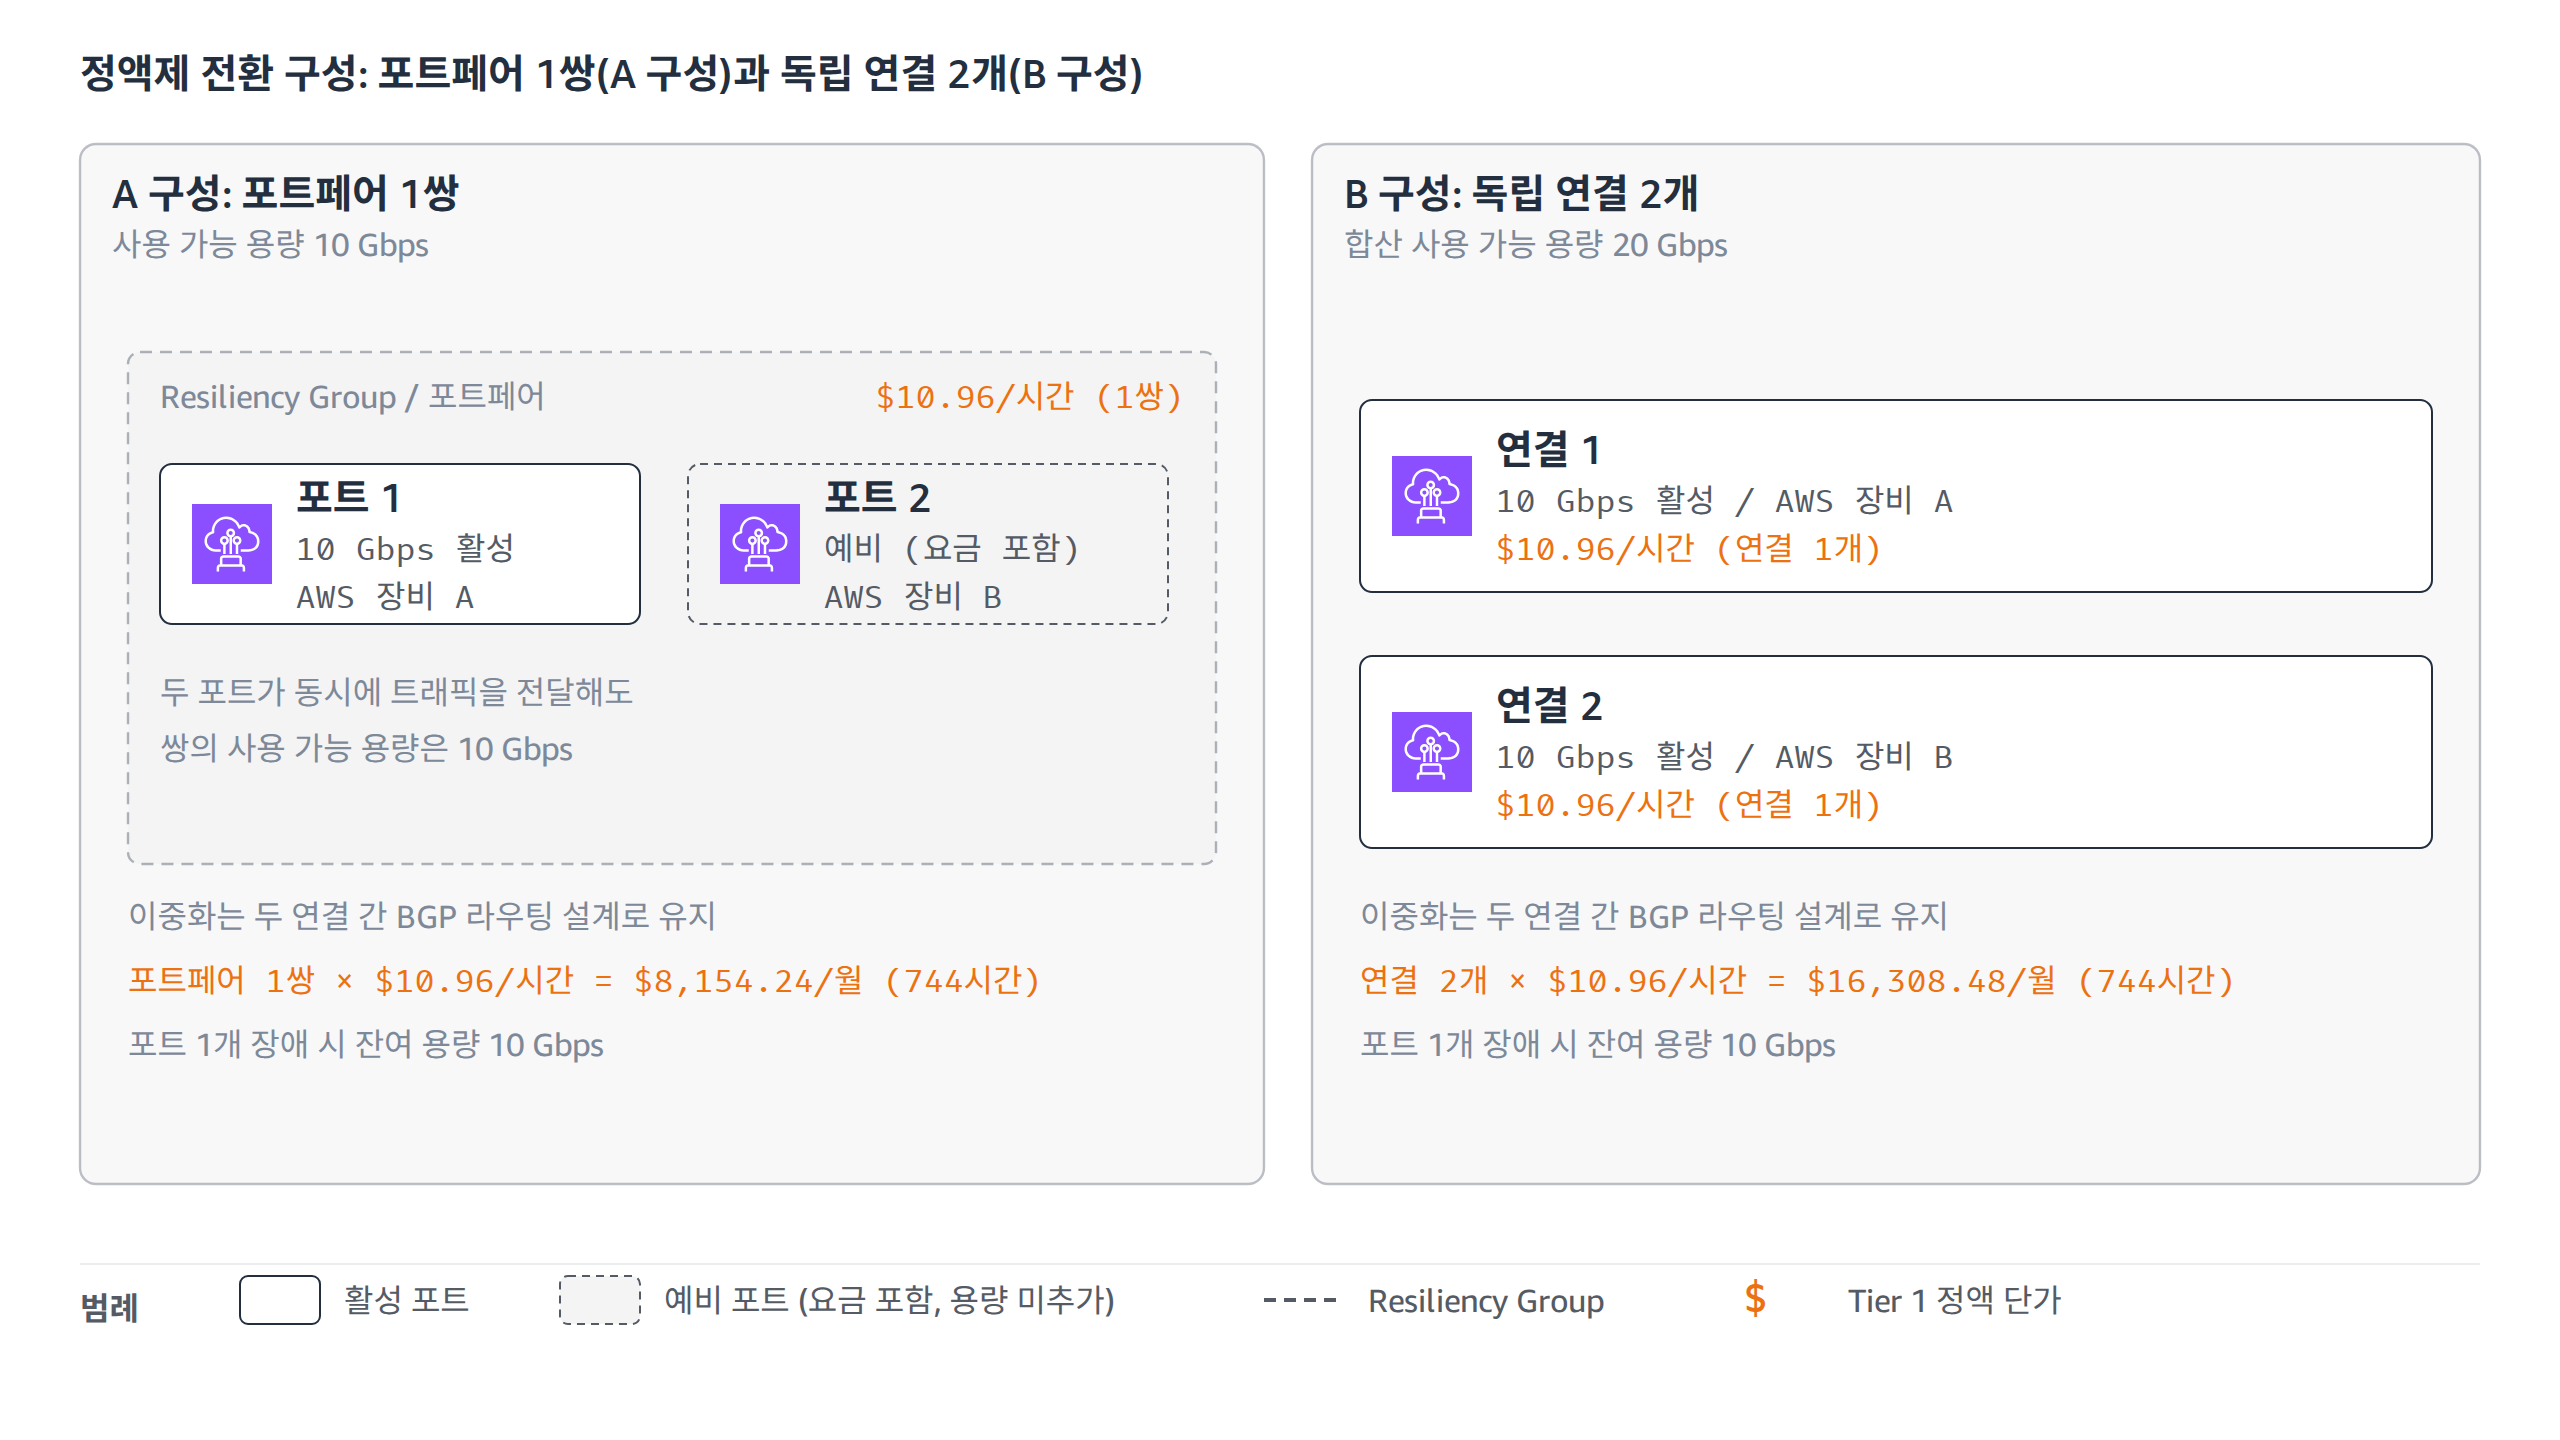 정액제 전환 구성: 포트페어 1쌍(A 구성)과 독립 연결 2개(B 구성)
A 구성: 포트페어 1쌍
사용 가능 용량 10 Gbps
Resiliency Group / 포트페어
$10.96/시간 (1쌍)
포트 1
10 Gbps 활성
AWS 장비 A
포트 2
예비 (요금 포함)
AWS 장비 B
두 포트가 동시에 트래픽을 전달해도
쌍의 사용 가능 용량은 10 Gbps
이중화는 두 연결 간 BGP 라우팅 설계로 유지
포트페어 1쌍 × $10.96/시간 = $8,154.24/월 (744시간)
포트 1개 장애 시 잔여 용량 10 Gbps
B 구성: 독립 연결 2개
합산 사용 가능 용량 20 Gbps
연결 1
10 Gbps 활성 / AWS 장비 A
$10.96/시간 (연결 1개)
연결 2
10 Gbps 활성 / AWS 장비 B
$10.96/시간 (연결 1개)
이중화는 두 연결 간 BGP 라우팅 설계로 유지
연결 2개 × $10.96/시간 = $16,308.48/월 (744시간)
포트 1개 장애 시 잔여 용량 10 Gbps
범례
활성 포트
예비 포트 (요금 포함, 용량 미추가)
Resiliency Group
$
Tier 1 정액 단가